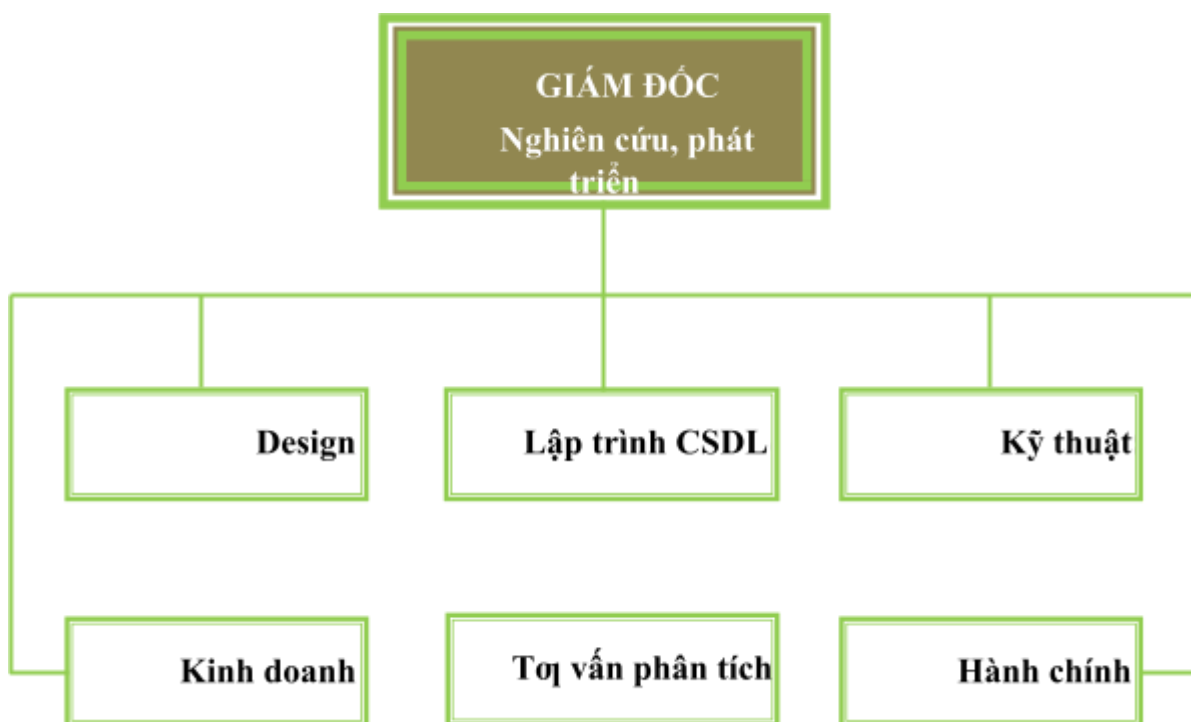 GIÁM ĐỐC
Nghiên cứu, phát
triển
Design
Lập trình CSDL
Kỹ thuật
Kinh doanh
Tơƞ vấn phân tích
Hành chính